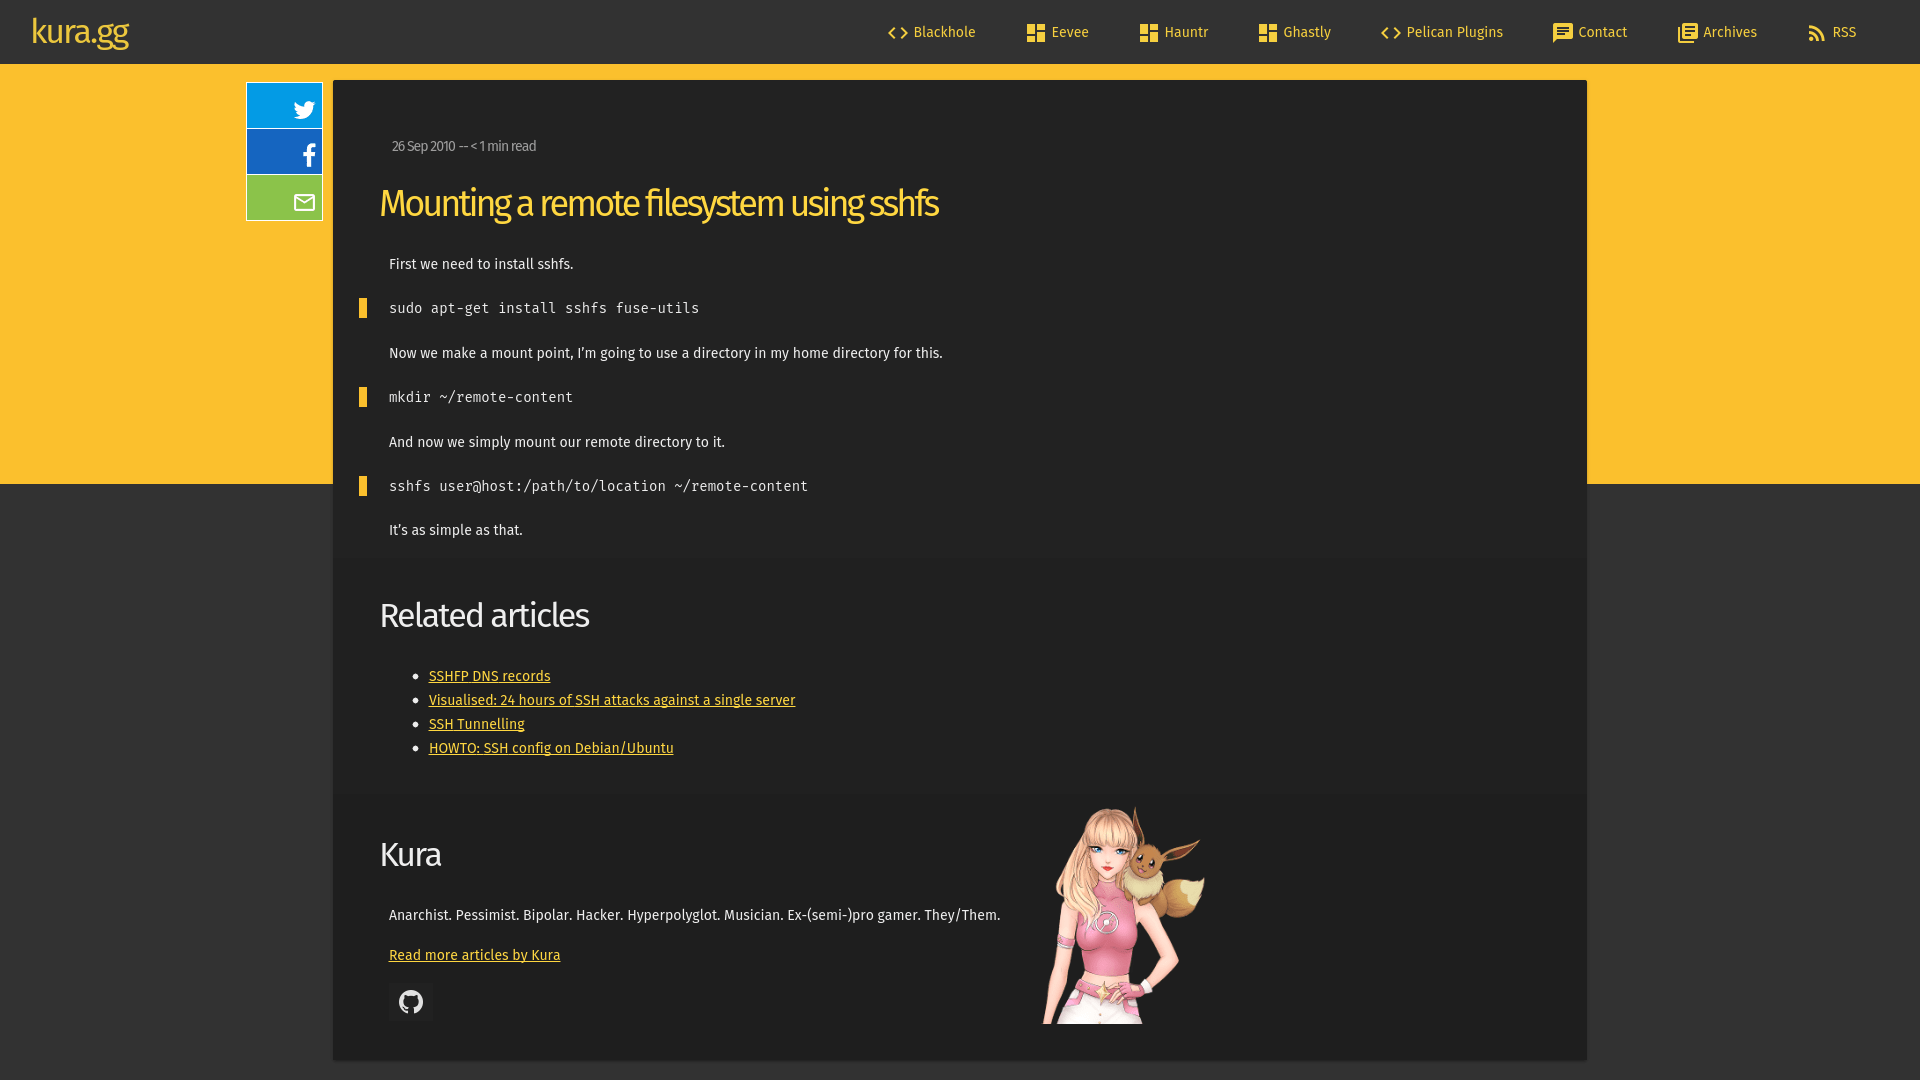 kura.gg
Blackhole
Eevee
Hauntr
Ghastly
Pelican Plugins
Contact
Archives
RSS
26 Sep 2010 -- < 1 min read
Mounting a remote filesystem using sshfs
First we need to install sshfs.
sudo apt-get install sshfs fuse-utils
Now we make a mount point, I’m going to use a directory in my home directory for this.
mkdir ~/remote-content
And now we simply mount our remote directory to it.
sshfs user@host:/path/to/location ~/remote-content
It’s as simple as that.
Related articles
SSHFP DNS records
Visualised: 24 hours of SSH attacks against a single server
SSH Tunnelling
HOWTO: SSH config on Debian/Ubuntu
Kura
Anarchist. Pessimist. Bipolar. Hacker. Hyperpolyglot. Musician. Ex-(semi-)pro gamer. They/Them.
Read more articles by Kura